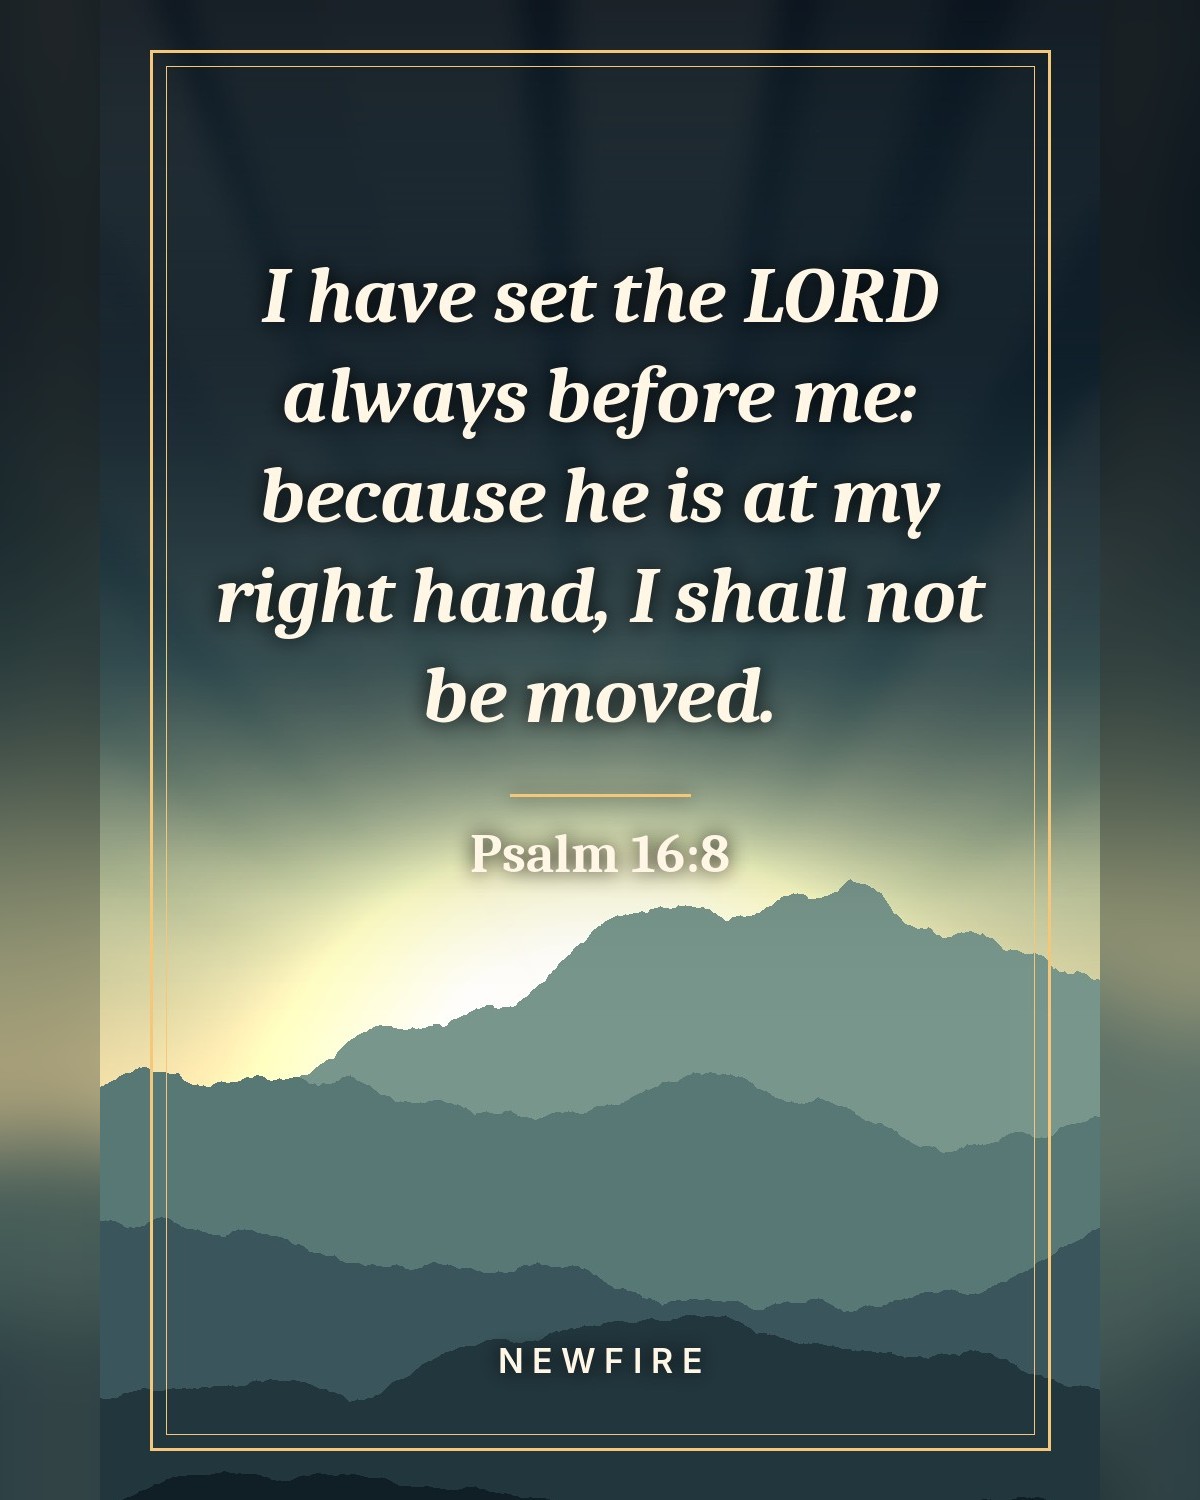 I have set the LORD
always before me:
because he is at my
right hand, I shall not
be moved.
Psalm 16:8
NEWFIRE